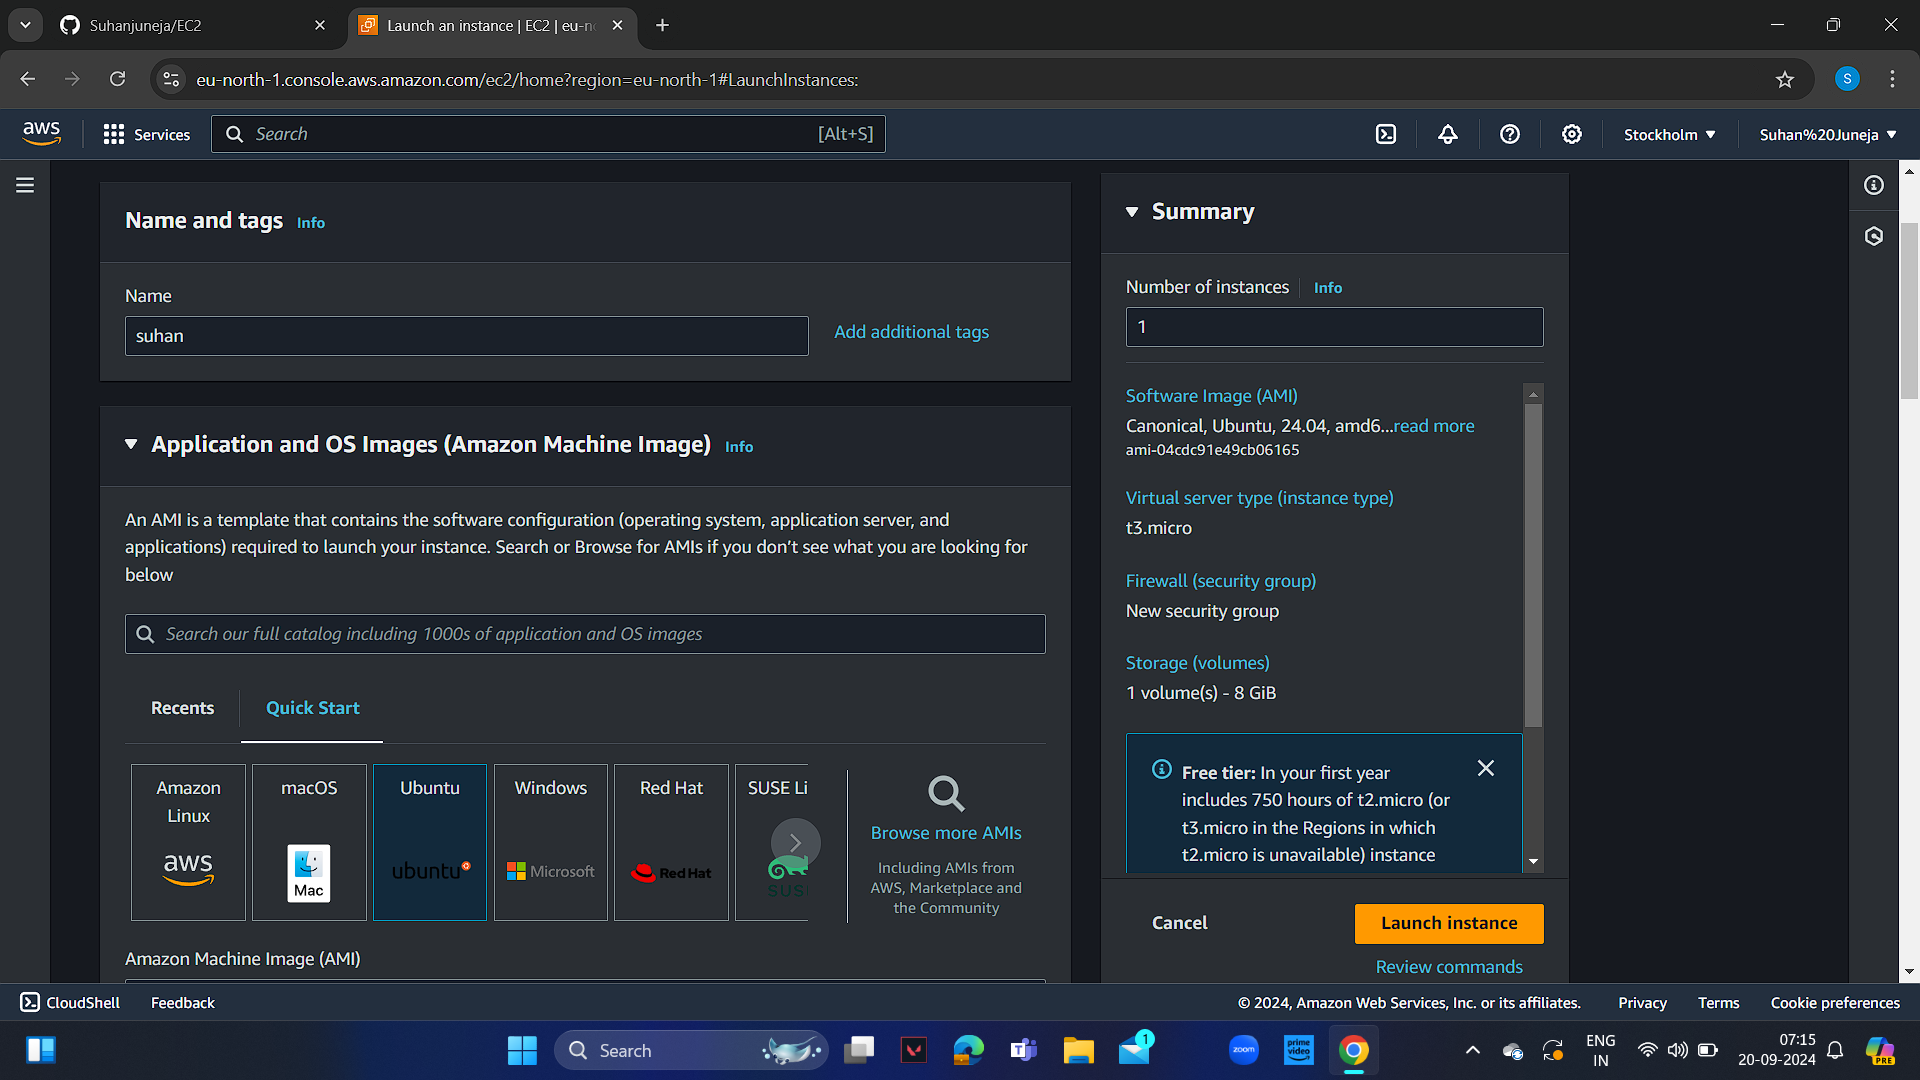 Suhanjuneja/EC2
Launch an instance | EC2 | eu-n
eu-north-1.console.aws.amazon.com/ec2/home?region=eu-north-1#LaunchInstances:
S
aws
Services
Search
[Alt+S]
Stockholm
Suhan%20Juneja
Name and tags Info
Name
suhan
Add additional tags
Application and OS Images (Amazon Machine Image) Info
An AMI is a template that contains the software configuration (operating system, application server, and
applications) required to launch your instance. Search or Browse for AMIs if you don’t see what you are looking for
below
Search our full catalog including 1000s of application and OS images
Recents
Quick Start
Amazon
Linux
aws
macOS
Mac
Ubuntu
ubuntu
Windows
Microsoft
Red Hat
Red Hat
SUSE Li
SUS
Browse more AMIs
Including AMIs from
AWS, Marketplace and
the Community
Amazon Machine Image (AMI)
Summary
Number of instances Info
1
Software Image (AMI)
Canonical, Ubuntu, 24.04, amd6...read more
ami-04cdc91e49cb06165
Virtual server type (instance type)
t3.micro
Firewall (security group)
New security group
Storage (volumes)
1 volume(s) - 8 GiB
Free tier: In your first year
includes 750 hours of t2.micro (or
t3.micro in the Regions in which
t2.micro is unavailable) instance
Cancel
Launch instance
Review commands
CloudShell
Feedback
© 2024, Amazon Web Services, Inc. or its affiliates.
Privacy
Terms
Cookie preferences
Search
1
zoom
prime
video
ENG
IN
07:15
20-09-2024
PRE